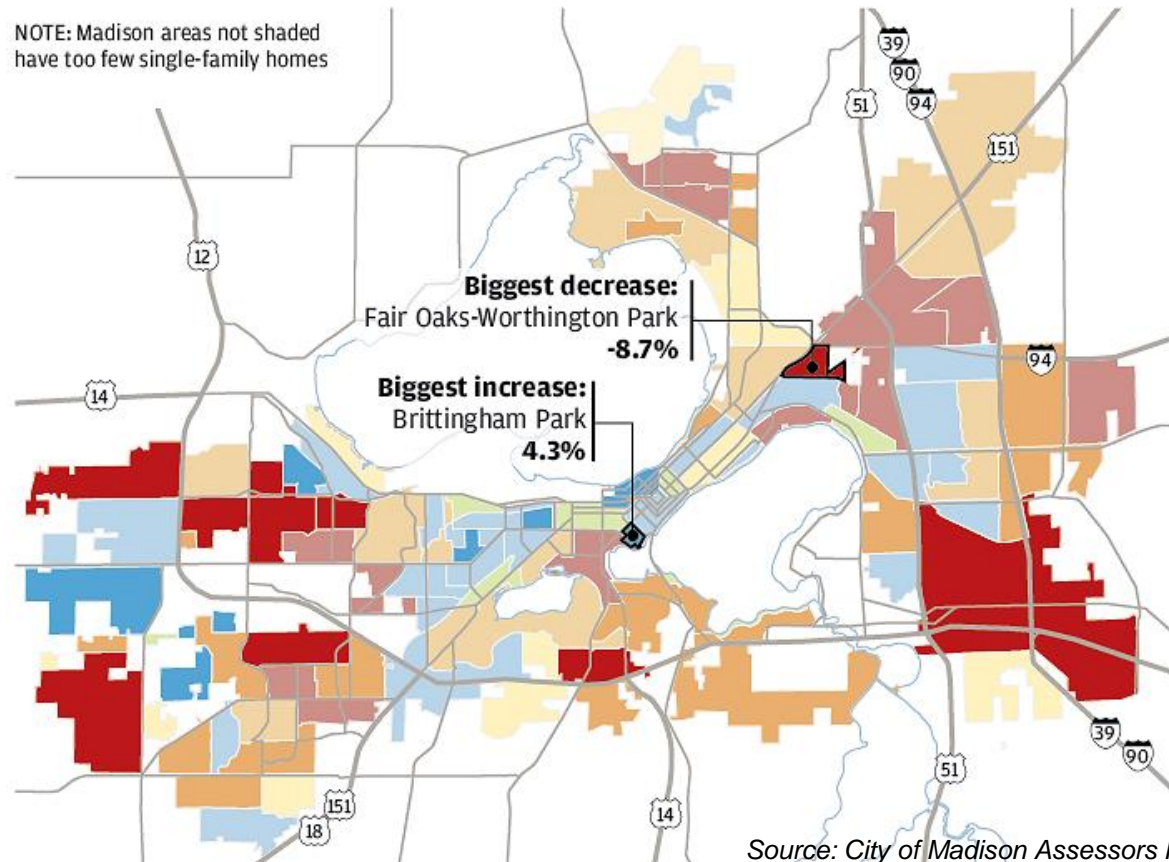 NOTE: Madison areas not shaded
have too few single-family homes
39
90
94
51
151
12
Biggest decrease:
Fair Oaks-Worthington Park
-8.7%
94
14
Biggest increase:
Brittingham Park
4.3%
39
90
51
151
18
14
Source: City of Madison Assessors